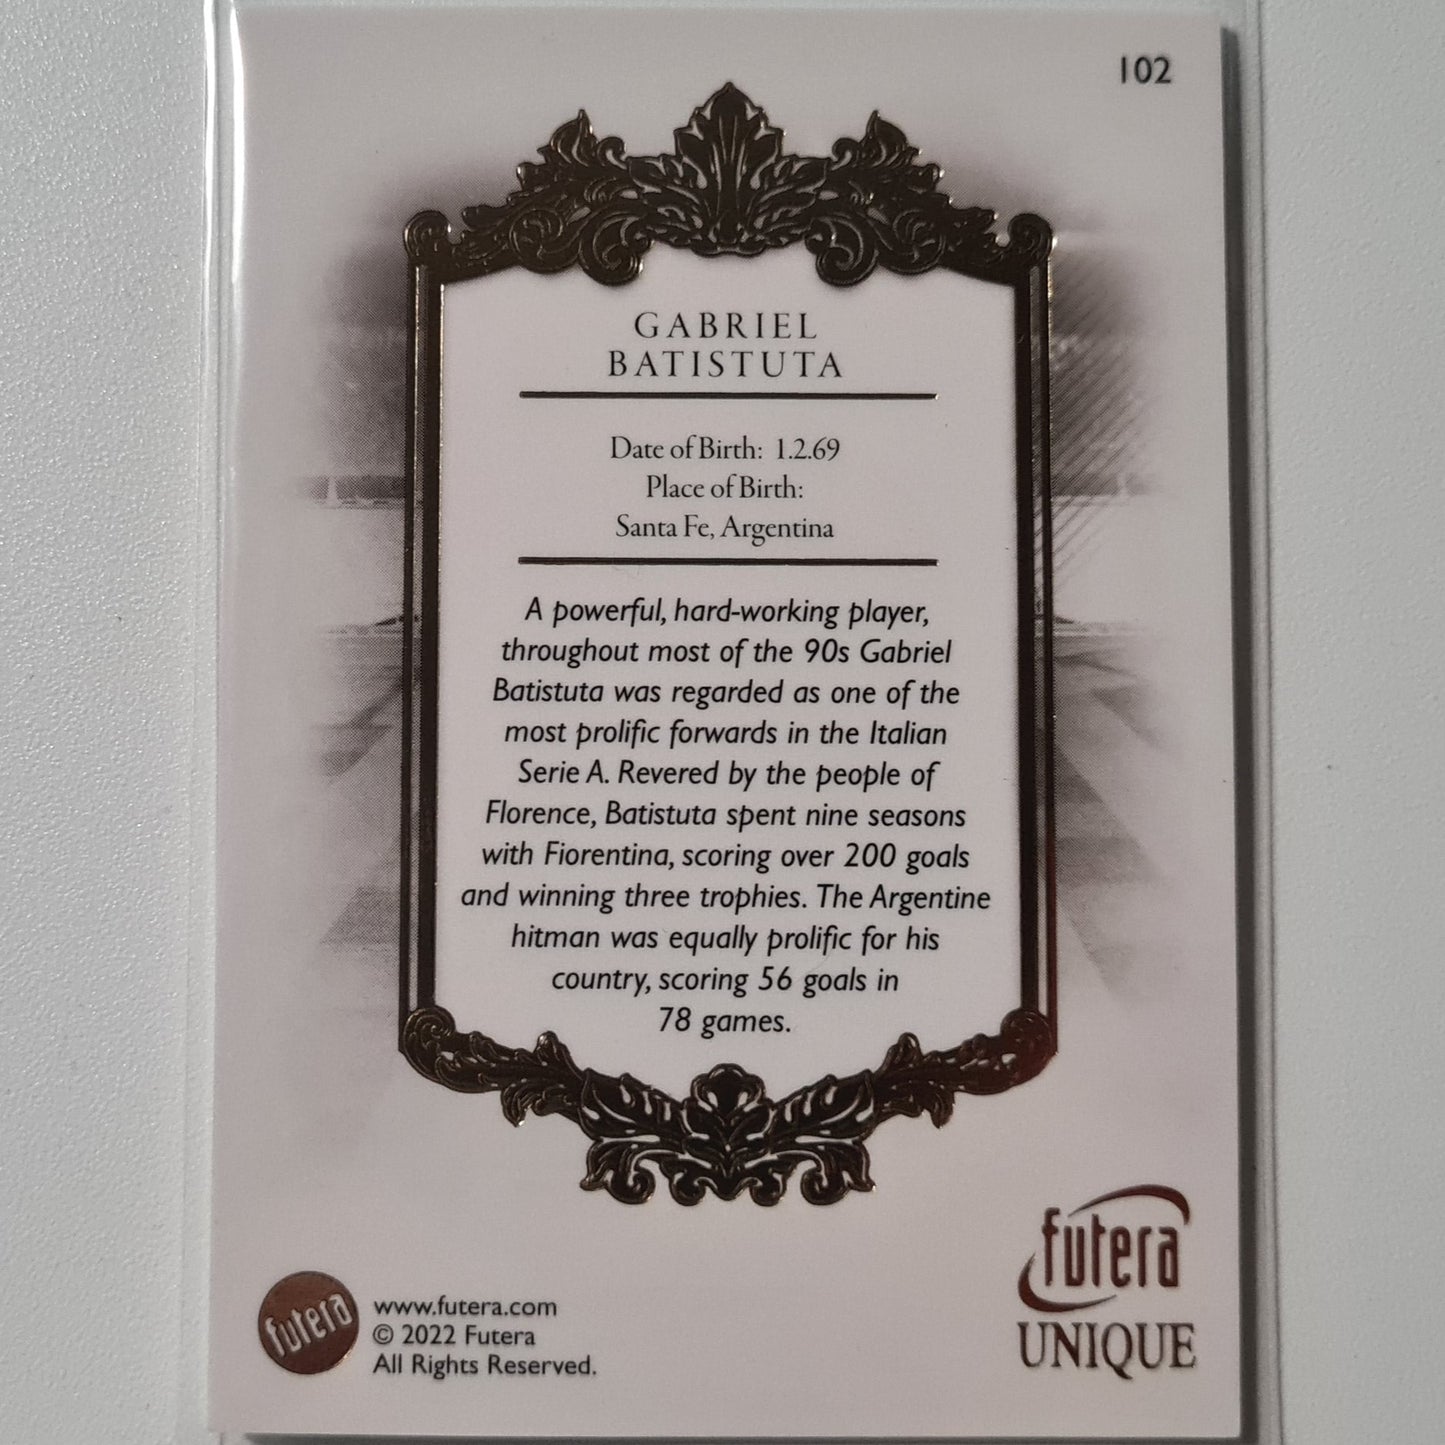 102
GABRIEL
BATISTUTA
Date of Birth: 1.2.69
Place of Birth:
Santa Fe, Argentina
A powerful, hard-working player,
throughout most of the 90s Gabriel
Batistuta was regarded as one of the
most prolific forwards in the Italian
Serie A. Revered by the people of
Florence, Batistuta spent nine seasons
with Fiorentina, scoring over 200 goals
and winning three trophies. The Argentine
hitman was equally prolific for his
country, scoring 56 goals in
78 games.
futera
UNIQUE
futera
www.futera.com
© 2022 Futera
All Rights Reserved.